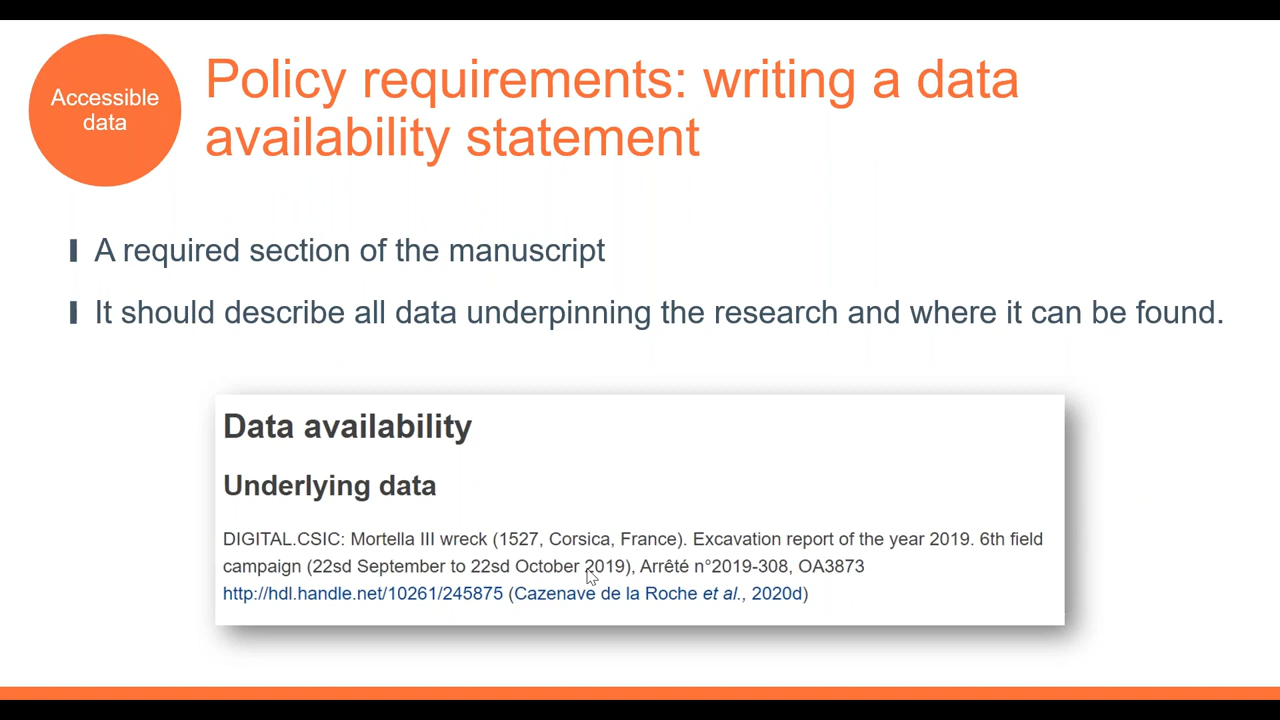 Accessible
data
Policy requirements: writing a data
availability statement
A required section of the manuscript
It should describe all data underpinning the research and where it can be found.
Data availability
Underlying data
DIGITAL.CSIC: Mortella III wreck (1527, Corsica, France). Excavation report of the year 2019. 6th field
campaign (22sd September to 22sd October 2019), Arrêté n°2019-308, OA3873
http://hdl.handle.net/10261/245875 (Cazenave de la Roche et al., 2020d)